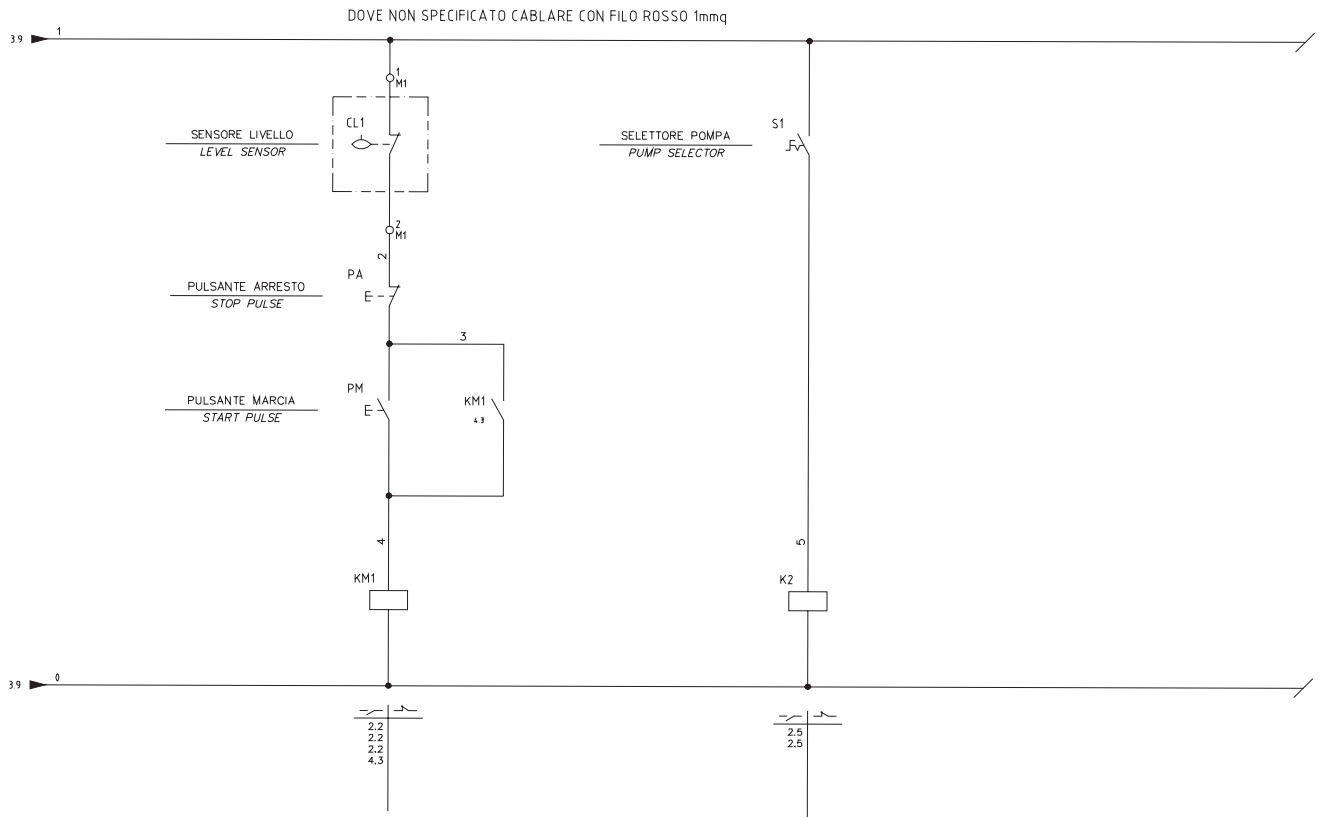 DOVE NON SPECIFICATO CABLARE CON FILO ROSSO 1mmq
3.9
1
1
M1
CL1
SENSORE LIVELLO
LEVEL SENSOR
S1
SELETTORE POMPA
PUMP SELECTOR
2
M1
2
PA
PULSANTE ARRESTO
STOP PULSE
3
PM
PULSANTE MARCIA
START PULSE
KM1
4.3
4
5
KM1
K2
3.9
0
2.2
2.2
2.2
4.3
2.5
2.5